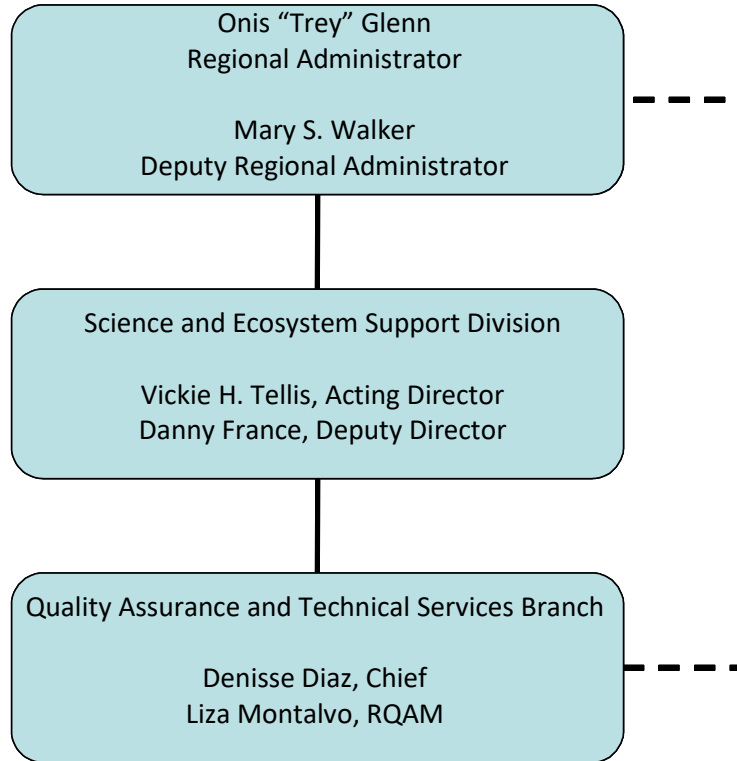 Onis “Trey” Glenn
Regional Administrator
Mary S. Walker
Deputy Regional Administrator
Science and Ecosystem Support Division
Vickie H. Tellis, Acting Director
Danny France, Deputy Director
Quality Assurance and Technical Services Branch
Denisse Diaz, Chief
Liza Montalvo, RQAM